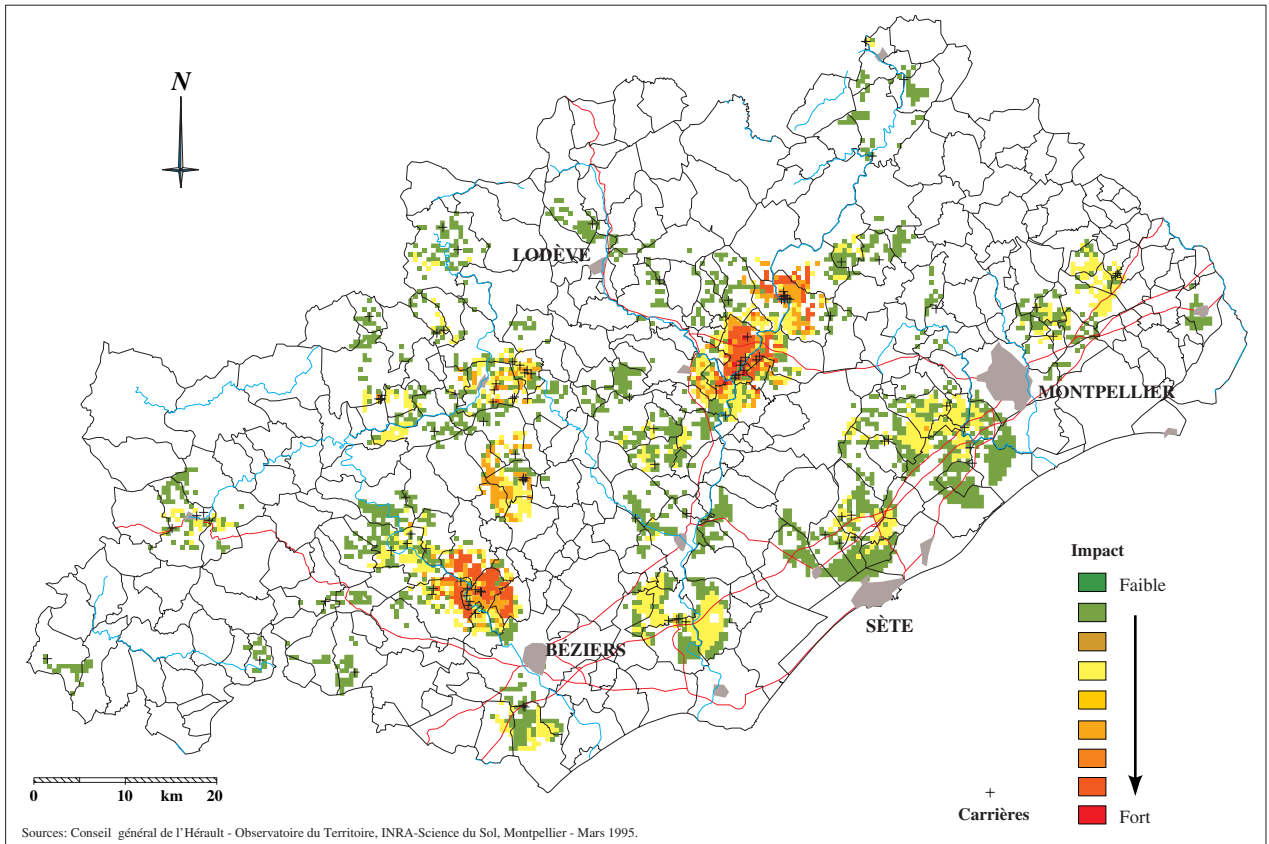 N
LODÈVE
MONTPELLIER
Impact
Faible
SÈTE
BÉZIERS
Fort
+
Carrières
0 10 km 20
Sources: Conseil général de l'Hérault - Observatoire du Territoire, INRA-Science du Sol, Montpellier - Mars 1995.